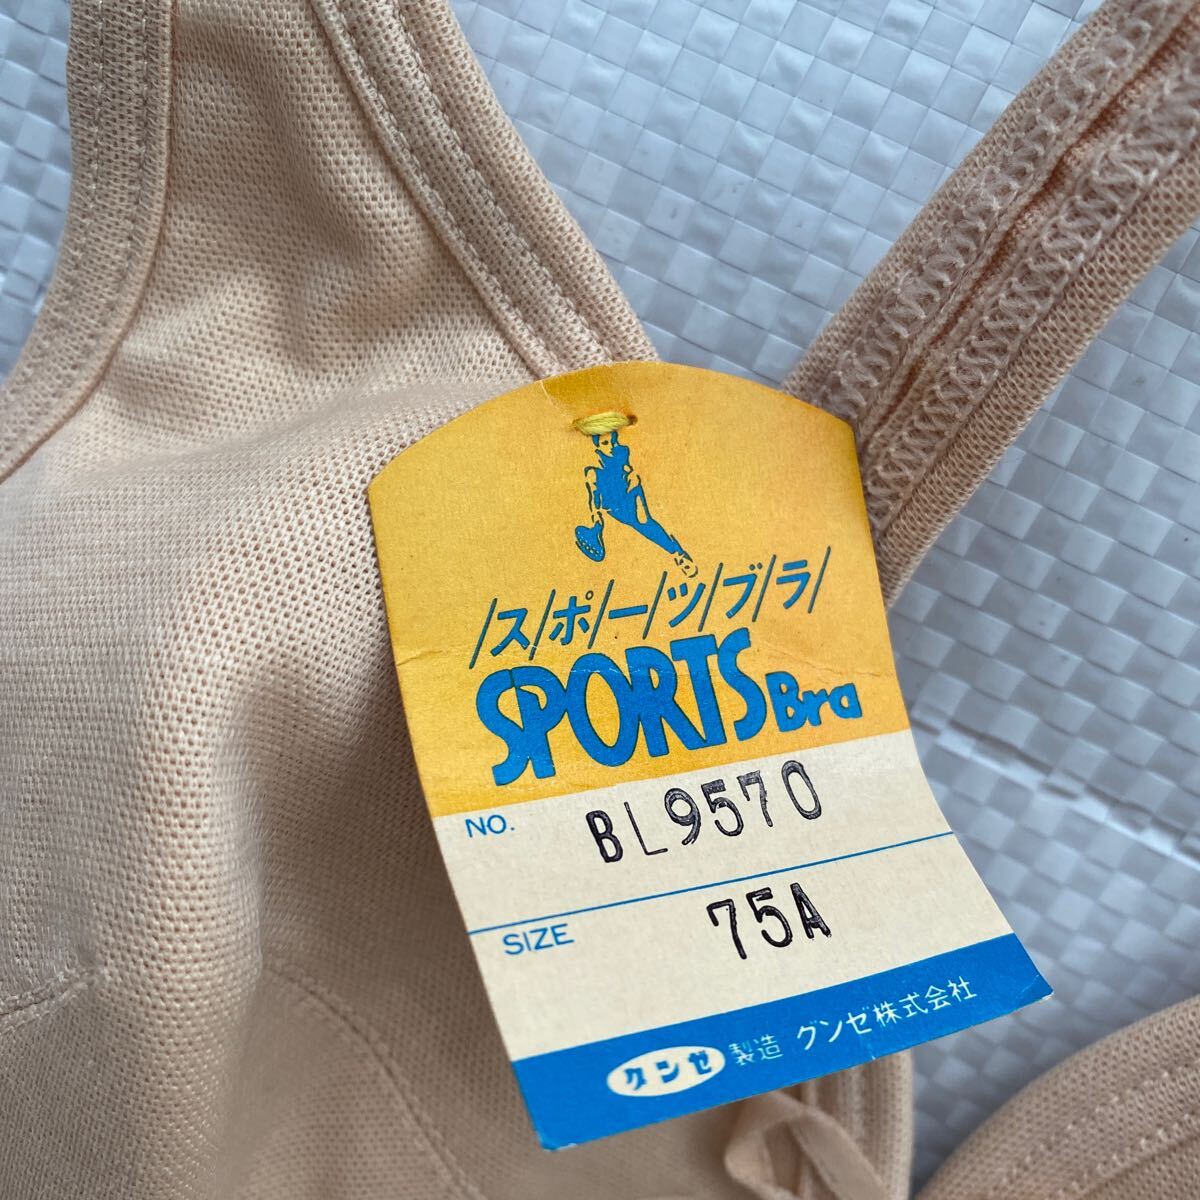 /ス/ポ/ー/ツ/ブ/ラ/
SPORTS Bra
NO. BL9570
SIZE 75A
グンゼ 製造 グンゼ株式会社